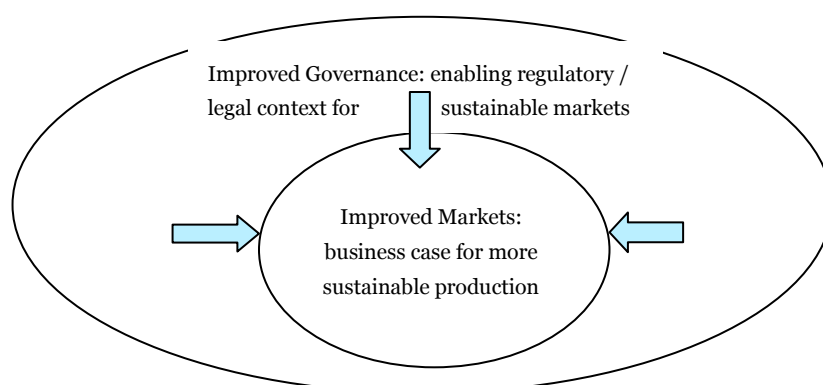 Improved Governance: enabling regulatory /
legal context for sustainable markets
Improved Markets:
business case for more
sustainable production